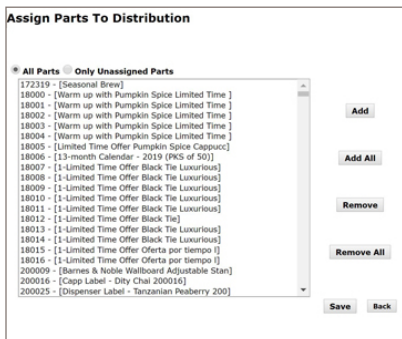 Assign Parts To Distribution
All Parts Only Unassigned Parts
172319 - [Seasonal Brew]
18000 - [Warm up with Pumpkin Spice Limited Time ]
18001 - [Warm up with Pumpkin Spice Limited Time ]
18002 - [Warm up with Pumpkin Spice Limited Time ]
18003 - [Warm up with Pumpkin Spice Limited Time ]
18004 - [Warm up with Pumpkin Spice Limited Time ]
18005 - [Limited Time Offer Pumpkin Spice Cappucc]
18006 - [13-month Calendar - 2019 (PKS of 50)]
18007 - [1-Limited Time Offer Black Tie Luxurious]
18008 - [1-Limited Time Offer Black Tie Luxurious]
18009 - [1-Limited Time Offer Black Tie Luxurious]
18010 - [1-Limited Time Offer Black Tie Luxurious]
18011 - [1-Limited Time Offer Black Tie Luxurious]
18012 - [1-Limited Time Offer Black Tie]
18013 - [1-Limited Time Offer Black Tie Luxurious]
18014 - [1-Limited Time Offer Black Tie Luxurious]
18015 - [1-Limited Time Offer Oferta por tiempo l]
18016 - [1-Limited Time Offer Oferta por tiempo l]
200009 - [Barnes & Noble Wallboard Adjustable Stan]
200016 - [Capp Label - Dity Chai 200016]
200025 - [Dispenser Label - Tanzanian Peaberry 200]
Add
Add All
Remove
Remove All
Save Back